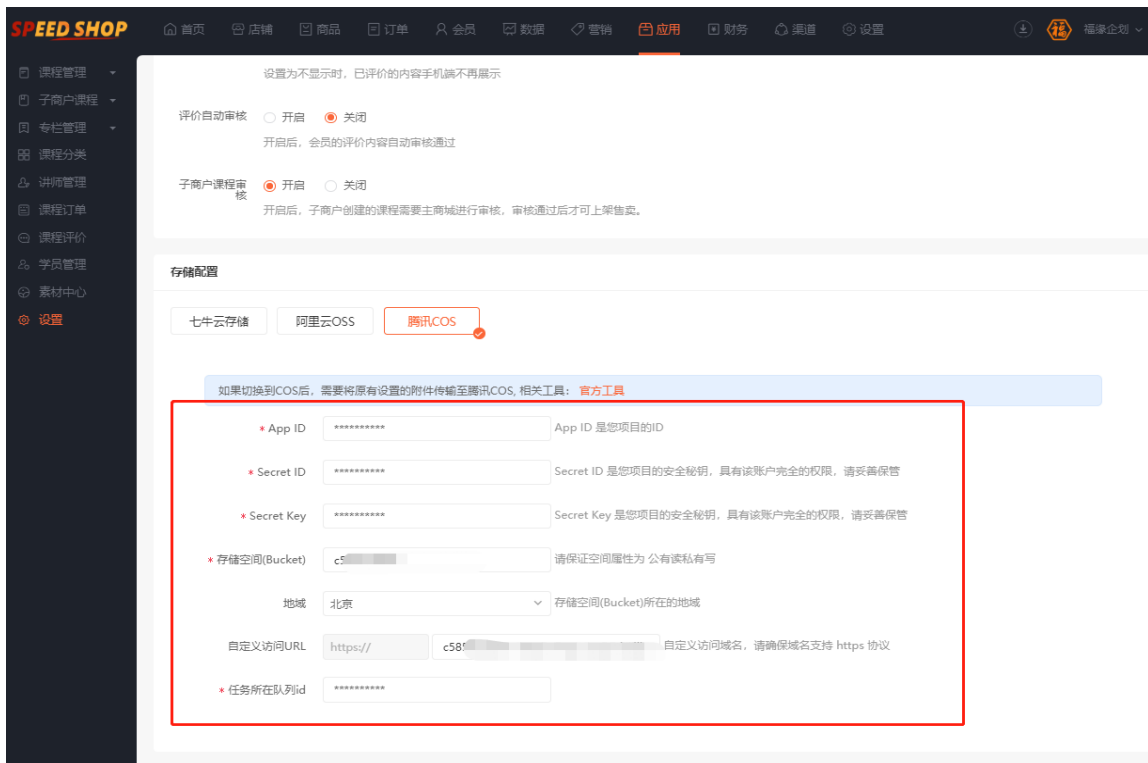 SPEED SHOP 首页 店铺 商品 订单 会员 数据 营销 应用 财务 渠道 设置 福缘企划
课程管理
子商户课程
专栏管理
课程分类
讲师管理
课程订单
课程评价
学员管理
素材中心
设置
设置为不显示时，已评价的内容手机端不再展示
评价自动审核 开启 关闭
开启后，会员的评价内容自动审核通过
子商户课程审
核 开启 关闭
开启后，子商户创建的课程需要主商城进行审核，审核通过后才可上架售卖。
存储配置
七牛云存储 阿里云OSS 腾讯COS
如果切换到COS后，需要将原有设置的附件传输至腾讯COS, 相关工具： 官方工具
* App ID ********** App ID 是您项目的ID
* Secret ID ********** Secret ID 是您项目的安全秘钥，具有该账户完全的权限，请妥善保管
* Secret Key ********** Secret Key 是您项目的安全秘钥，具有该账户完全的权限，请妥善保管
* 存储空间(Bucket) 请保证空间属性为 公有读私有写
地域 北京 存储空间(Bucket)所在的地域
自定义访问URL https:// c585 自定义访问域名，请确保域名支持 https 协议
* 任务所在队列id **********